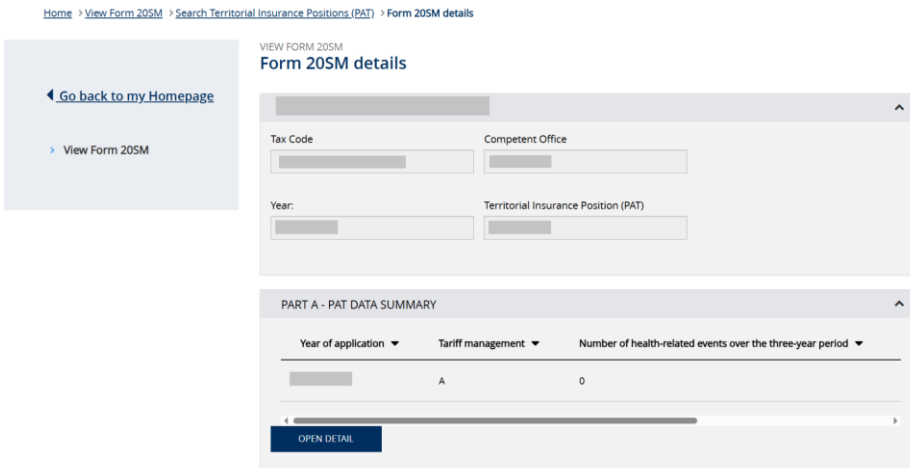 Home > View Form 20SM > Search Territorial Insurance Positions (PAT) > Form 20SM details
VIEW FORM 20SM
Form 20SM details
Go back to my Homepage
View Form 20SM
Tax Code Competent Office
Year: Territorial Insurance Position (PAT)
PART A - PAT DATA SUMMARY
Year of application Tariff management Number of health-related events over the three-year period
A 0
OPEN DETAIL